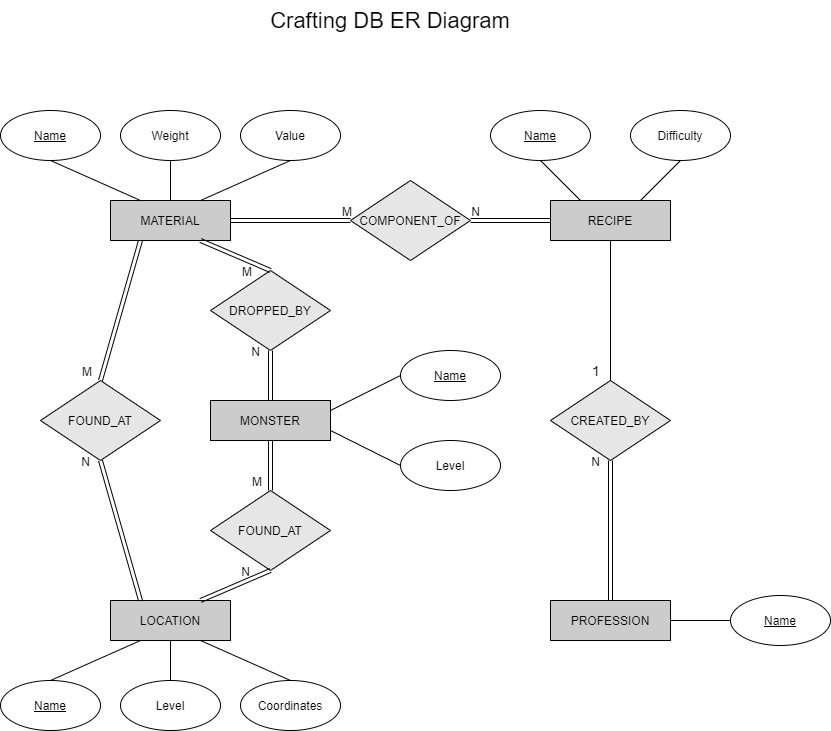 Crafting DB ER Diagram
Name
Weight
Value
Name
Difficulty
MATERIAL
M
COMPONENT_OF
N
RECIPE
M
DROPPED_BY
N
M
FOUND_AT
N
1
CREATED_BY
N
MONSTER
Name
Level
M
FOUND_AT
N
LOCATION
PROFESSION
Name
Name
Level
Coordinates